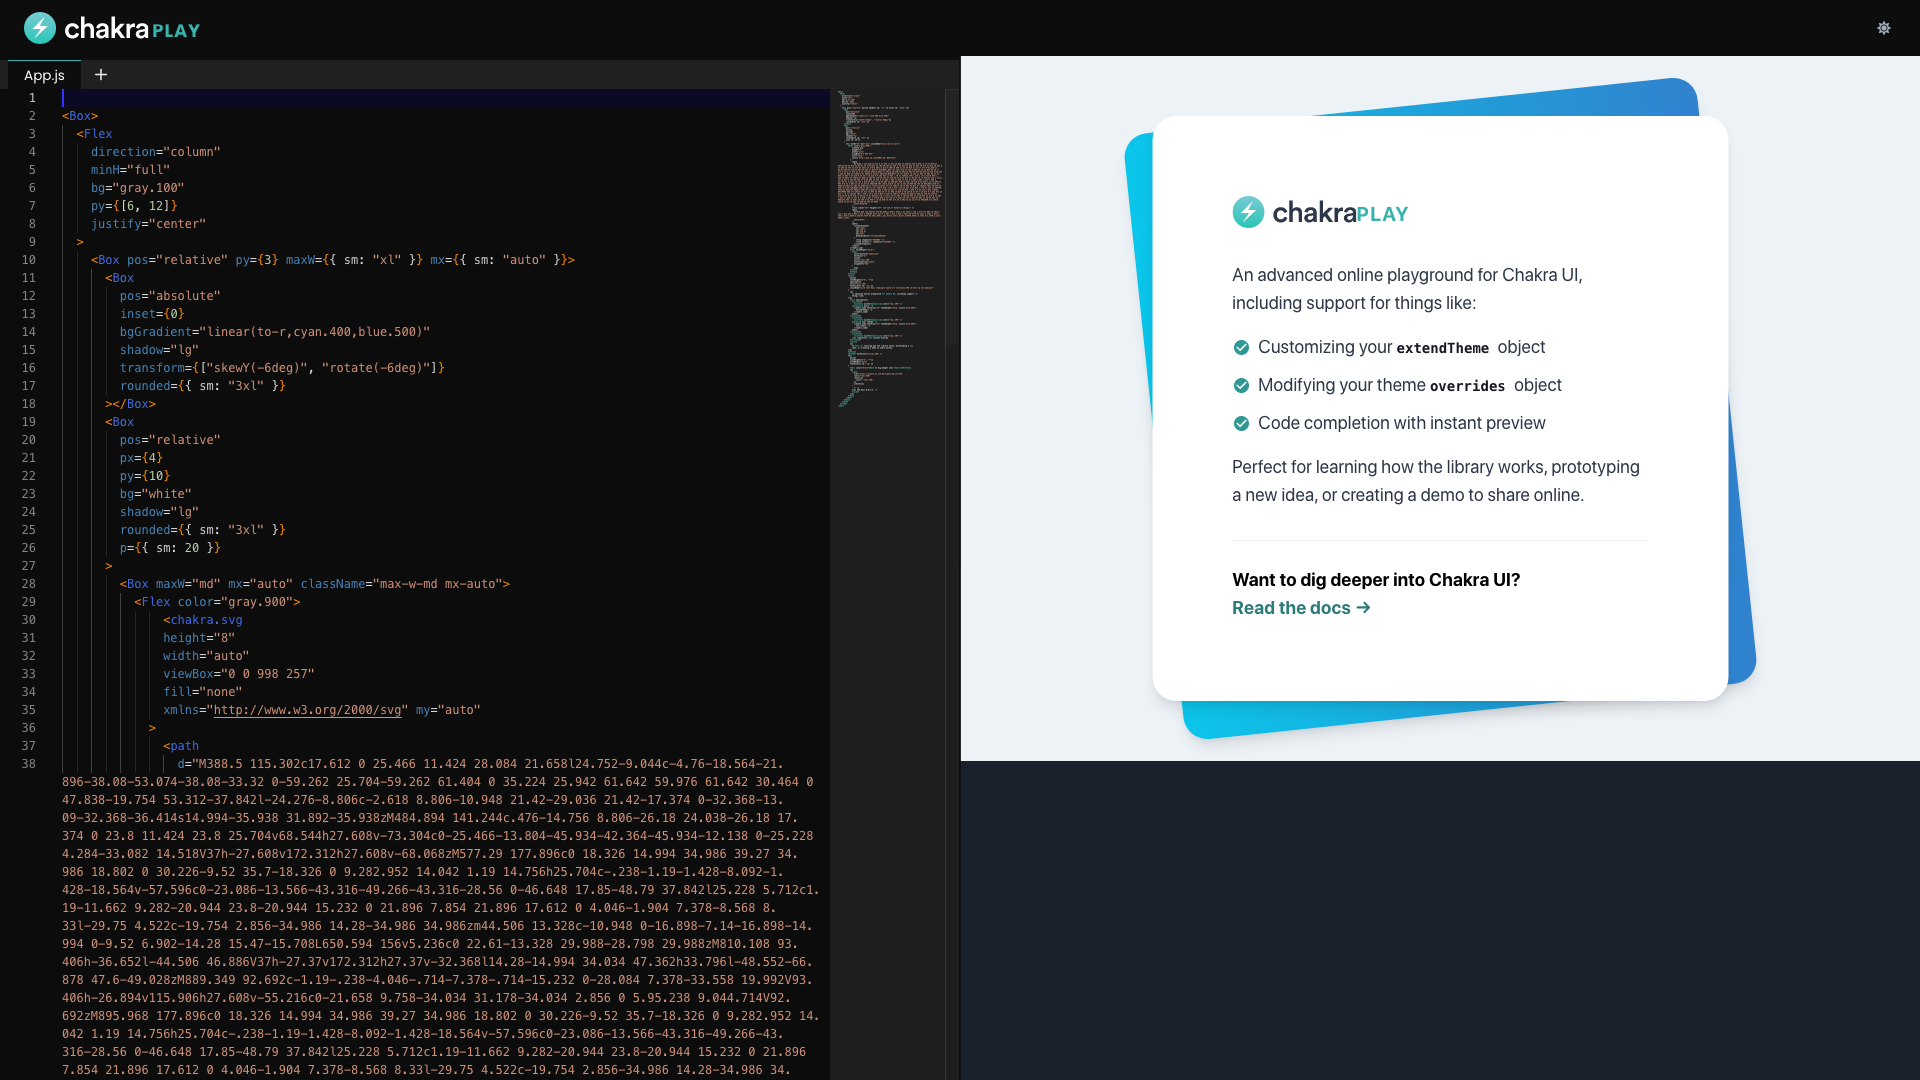 chakra PLAY
App.js +
1
2 <Box>
3 <Flex
4 direction="column"
5 minH="full"
6 bg="gray.100"
7 py={[6, 12]}
8 justify="center"
9 >
10 <Box pos="relative" py={3} maxW={{ sm: "xl" }} mx={{ sm: "auto" }}>
11 <Box
12 pos="absolute"
13 inset={0}
14 bgGradient="linear(to-r,cyan.400,blue.500)"
15 shadow="lg"
16 transform={["skewY(-6deg)", "rotate(-6deg)"]}
17 rounded={{ sm: "3xl" }}
18 ></Box>
19 <Box
20 pos="relative"
21 px={4}
22 py={10}
23 bg="white"
24 shadow="lg"
25 rounded={{ sm: "3xl" }}
26 p={{ sm: 20 }}
27 >
28 <Box maxW="md" mx="auto" className="max-w-md mx-auto">
29 <Flex color="gray.900">
30 <chakra.svg
31 height="8"
32 width="auto"
33 viewBox="0 0 998 257"
34 fill="none"
35 xmlns="http://www.w3.org/2000/svg" my="auto"
36 >
37 <path
38 d="M388.5 115.302c17.612 0 25.466 11.424 28.084 21.658l24.752-9.044c-4.76-18.564-21.
896-38.08-53.074-38.08-33.32 0-59.262 25.704-59.262 61.404 0 35.224 25.942 61.642 59.976 61.642 30.464 0
47.838-19.754 53.312-37.842l-24.276-8.806c-2.618 8.806-10.948 21.42-29.036 21.42-17.374 0-32.368-13.
09-32.368-36.414s14.994-35.938 31.892-35.938zM484.894 141.244c.476-14.756 8.806-26.18 24.038-26.18 17.
374 0 23.8 11.424 23.8 25.704v68.544h27.608v-73.304c0-25.466-13.804-45.934-42.364-45.934-12.138 0-25.228
4.284-33.082 14.518V37h-27.608v172.312h27.608v-68.068zM577.29 177.896c0 18.326 14.994 34.986 39.27 34.
986 18.802 0 30.226-9.52 35.7-18.326 0 9.282.952 14.042 1.19 14.756h25.704c-.238-1.19-1.428-8.092-1.
428-18.564v-57.596c0-23.086-13.566-43.316-49.266-43.316-28.56 0-46.648 17.85-48.79 37.842l25.228 5.712c1.
19-11.662 9.282-20.944 23.8-20.944 15.232 0 21.896 7.854 21.896 17.612 0 4.046-1.904 7.378-8.568 8.
33l-29.75 4.522c-19.754 2.856-34.986 14.28-34.986 34.986zm44.506 13.328c-10.948 0-16.898-7.14-16.898-14.
994 0-9.52 6.902-14.28 15.47-15.708L650.594 156v5.236c0 22.61-13.328 29.988-28.798 29.988zM810.108 93.
406h-36.652l-44.506 46.886V37h-27.37v172.312h27.37v-32.368l14.28-14.994 34.034 47.362h33.796l-48.552-66.
878 47.6-49.028zM889.349 92.692c-1.19-.238-4.046-.714-7.378-.714-15.232 0-28.084 7.378-33.558 19.992V93.
406h-26.894v115.906h27.608v-55.216c0-21.658 9.758-34.034 31.178-34.034 2.856 0 5.95.238 9.044.714V92.
692zM895.968 177.896c0 18.326 14.994 34.986 39.27 34.986 18.802 0 30.226-9.52 35.7-18.326 0 9.282.952 14.
042 1.19 14.756h25.704c-.238-1.19-1.428-8.092-1.428-18.564v-57.596c0-23.086-13.566-43.316-49.266-43.
316-28.56 0-46.648 17.85-48.79 37.842l25.228 5.712c1.19-11.662 9.282-20.944 23.8-20.944 15.232 0 21.896
7.854 21.896 17.612 0 4.046-1.904 7.378-8.568 8.33l-29.75 4.522c-19.754 2.856-34.986 14.28-34.986 34.
chakra PLAY
An advanced online playground for Chakra UI,
including support for things like:
Customizing your extendTheme object
Modifying your theme overrides object
Code completion with instant preview
Perfect for learning how the library works, prototyping
a new idea, or creating a demo to share online.
Want to dig deeper into Chakra UI?
Read the docs →